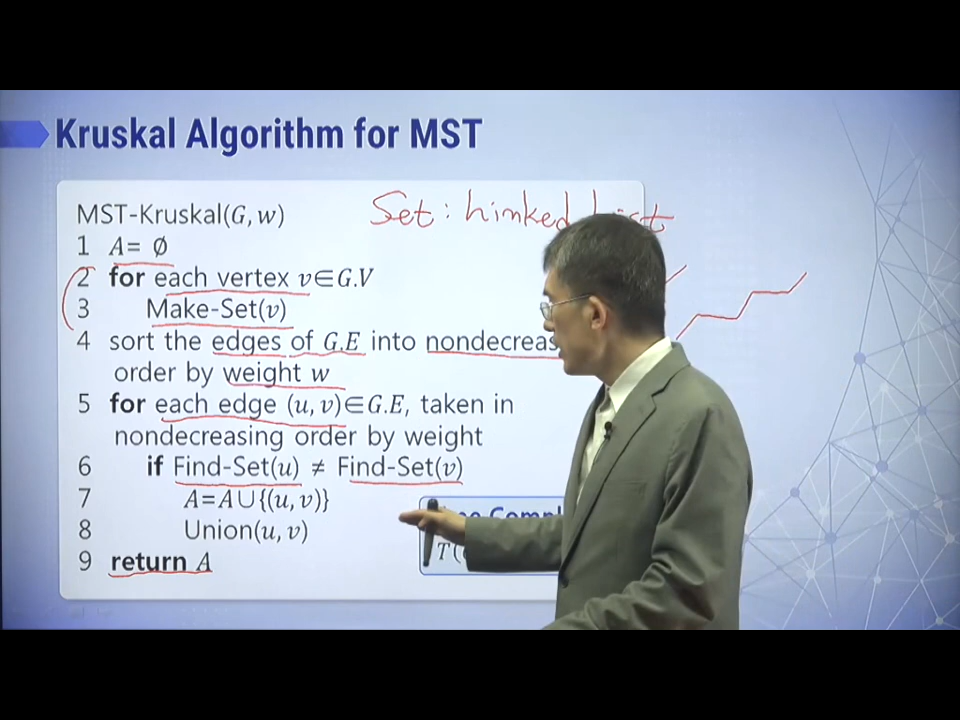 Kruskal Algorithm for MST
Set: Linked
MST-Kruskal(G, w)
1 A= ∅
2 for each vertex v∈G.V
3 Make-Set(v)
4 sort the edges of G.E into
order by weight w
5 for each edge (u, v)∈G.E, taken in
nondecreasing order by weight
6 if Find-Set(u) ≠ Find-Set(v)
7 A=A∪{(u, v)}
8 Union(u, v)
9 return A